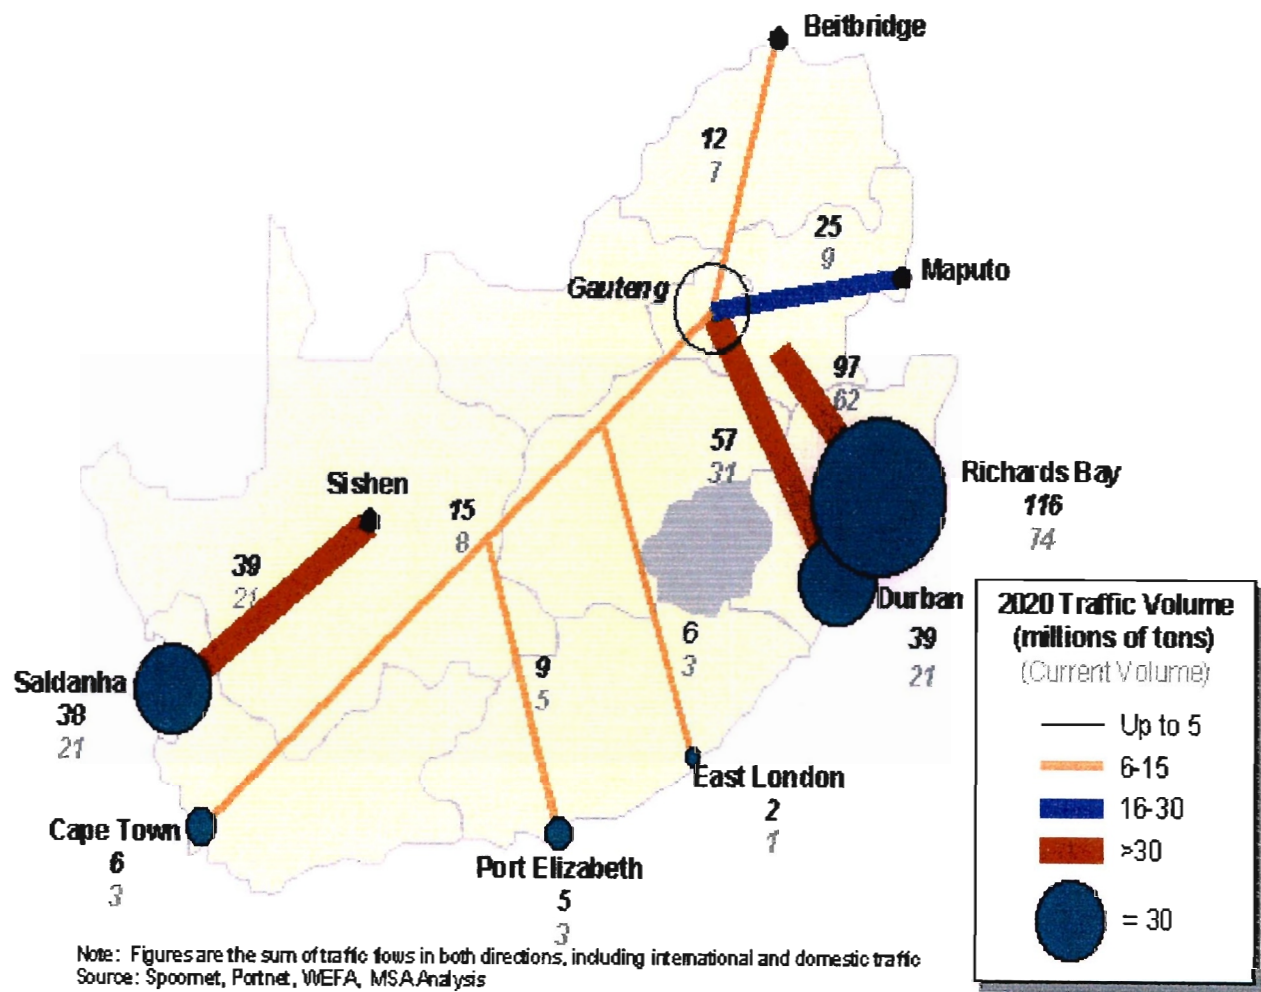 Beitbridge
12
7
25
9
Maputo
Gauteng
97
62
57
31
Richards Bay
116
74
Sishen
15
8
39
21
Durban
39
21
6
3
9
5
Saldanha
38
21
East London
2
1
Cape Town
6
3
Port Elizabeth
5
3
2020 Traffic Volume
(millions of tons)
(Current Volume)
Up to 5
6-15
16-30
>30
= 30
Note: Figures are the sum of traffic flows in both directions, including international and domestic traffic
Source: Spoornet, Portnet, WEFA, MSA Analysis